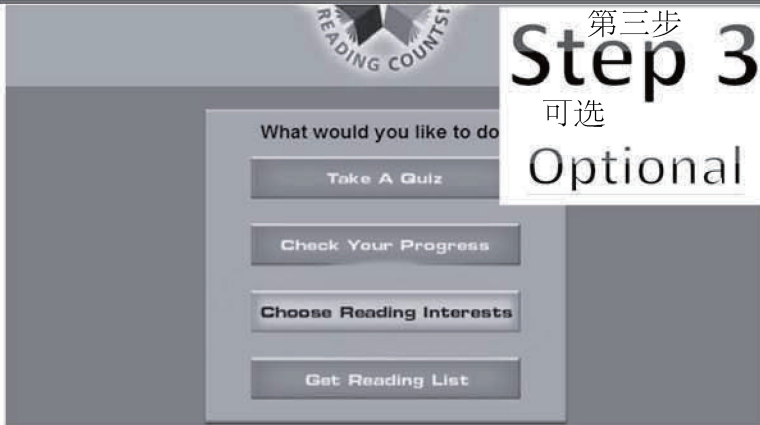 READING COUNTS!
第三步
Step 3
可选
Optional
What would you like to do
Take A Quiz
Check Your Progress
Choose Reading Interests
Get Reading List